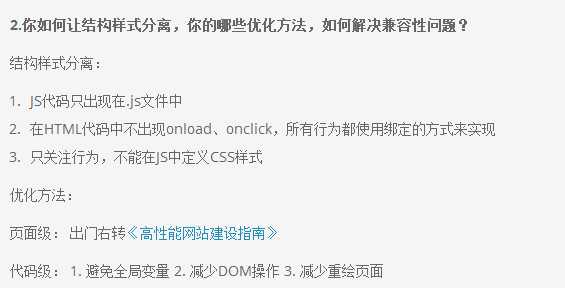 2.你如何让结构样式分离，你的哪些优化方法，如何解决兼容性问题？
结构样式分离：
1. JS代码只出现在.js文件中
2. 在HTML代码中不出现onload、onclick，所有行为都使用绑定的方式来实现
3. 只关注行为，不能在JS中定义CSS样式
优化方法：
页面级： 出门右转《高性能网站建设指南》
代码级： 1. 避免全局变量 2. 减少DOM操作 3. 减少重绘页面